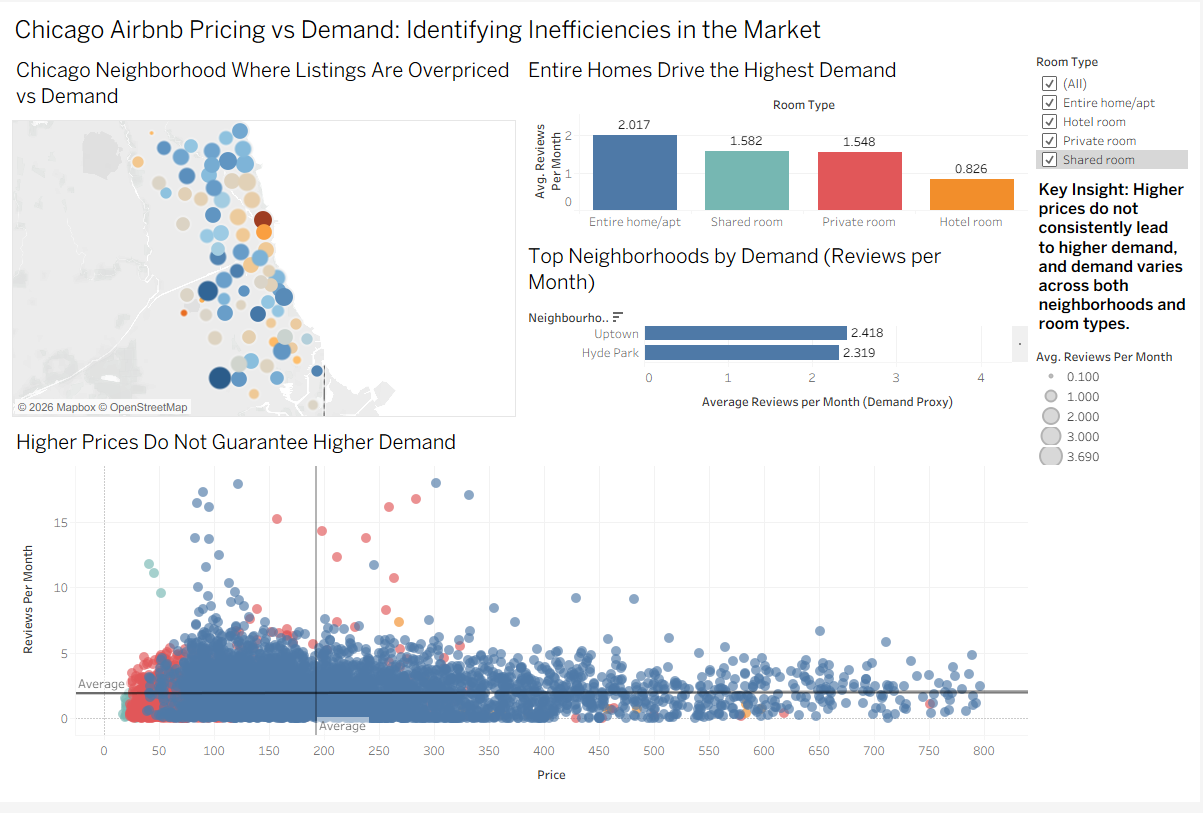 Chicago Airbnb Pricing vs Demand: Identifying Inefficiencies in the Market
Chicago Neighborhood Where Listings Are Overpriced
vs Demand
© 2026 Mapbox © OpenStreetMap
Entire Homes Drive the Highest Demand
Room Type
Avg. Reviews
Per Month
2
1
0
2.017
1.582
1.548
0.826
Entire home/apt
Shared room
Private room
Hotel room
Top Neighborhoods by Demand (Reviews per
Month)
Neighbourho..
Uptown
2.418
Hyde Park
2.319
0
1
2
3
4
Average Reviews per Month (Demand Proxy)
Room Type
(All)
Entire home/apt
Hotel room
Private room
Shared room
Key Insight: Higher
prices do not
consistently lead
to higher demand,
and demand varies
across both
neighborhoods and
room types.
Avg. Reviews Per Month
0.100
1.000
2.000
3.000
3.690
Higher Prices Do Not Guarantee Higher Demand
Reviews Per Month
15
10
5
0
Average
Average
0
50
100
150
200
250
300
350
400
450
500
550
600
650
700
750
800
Price